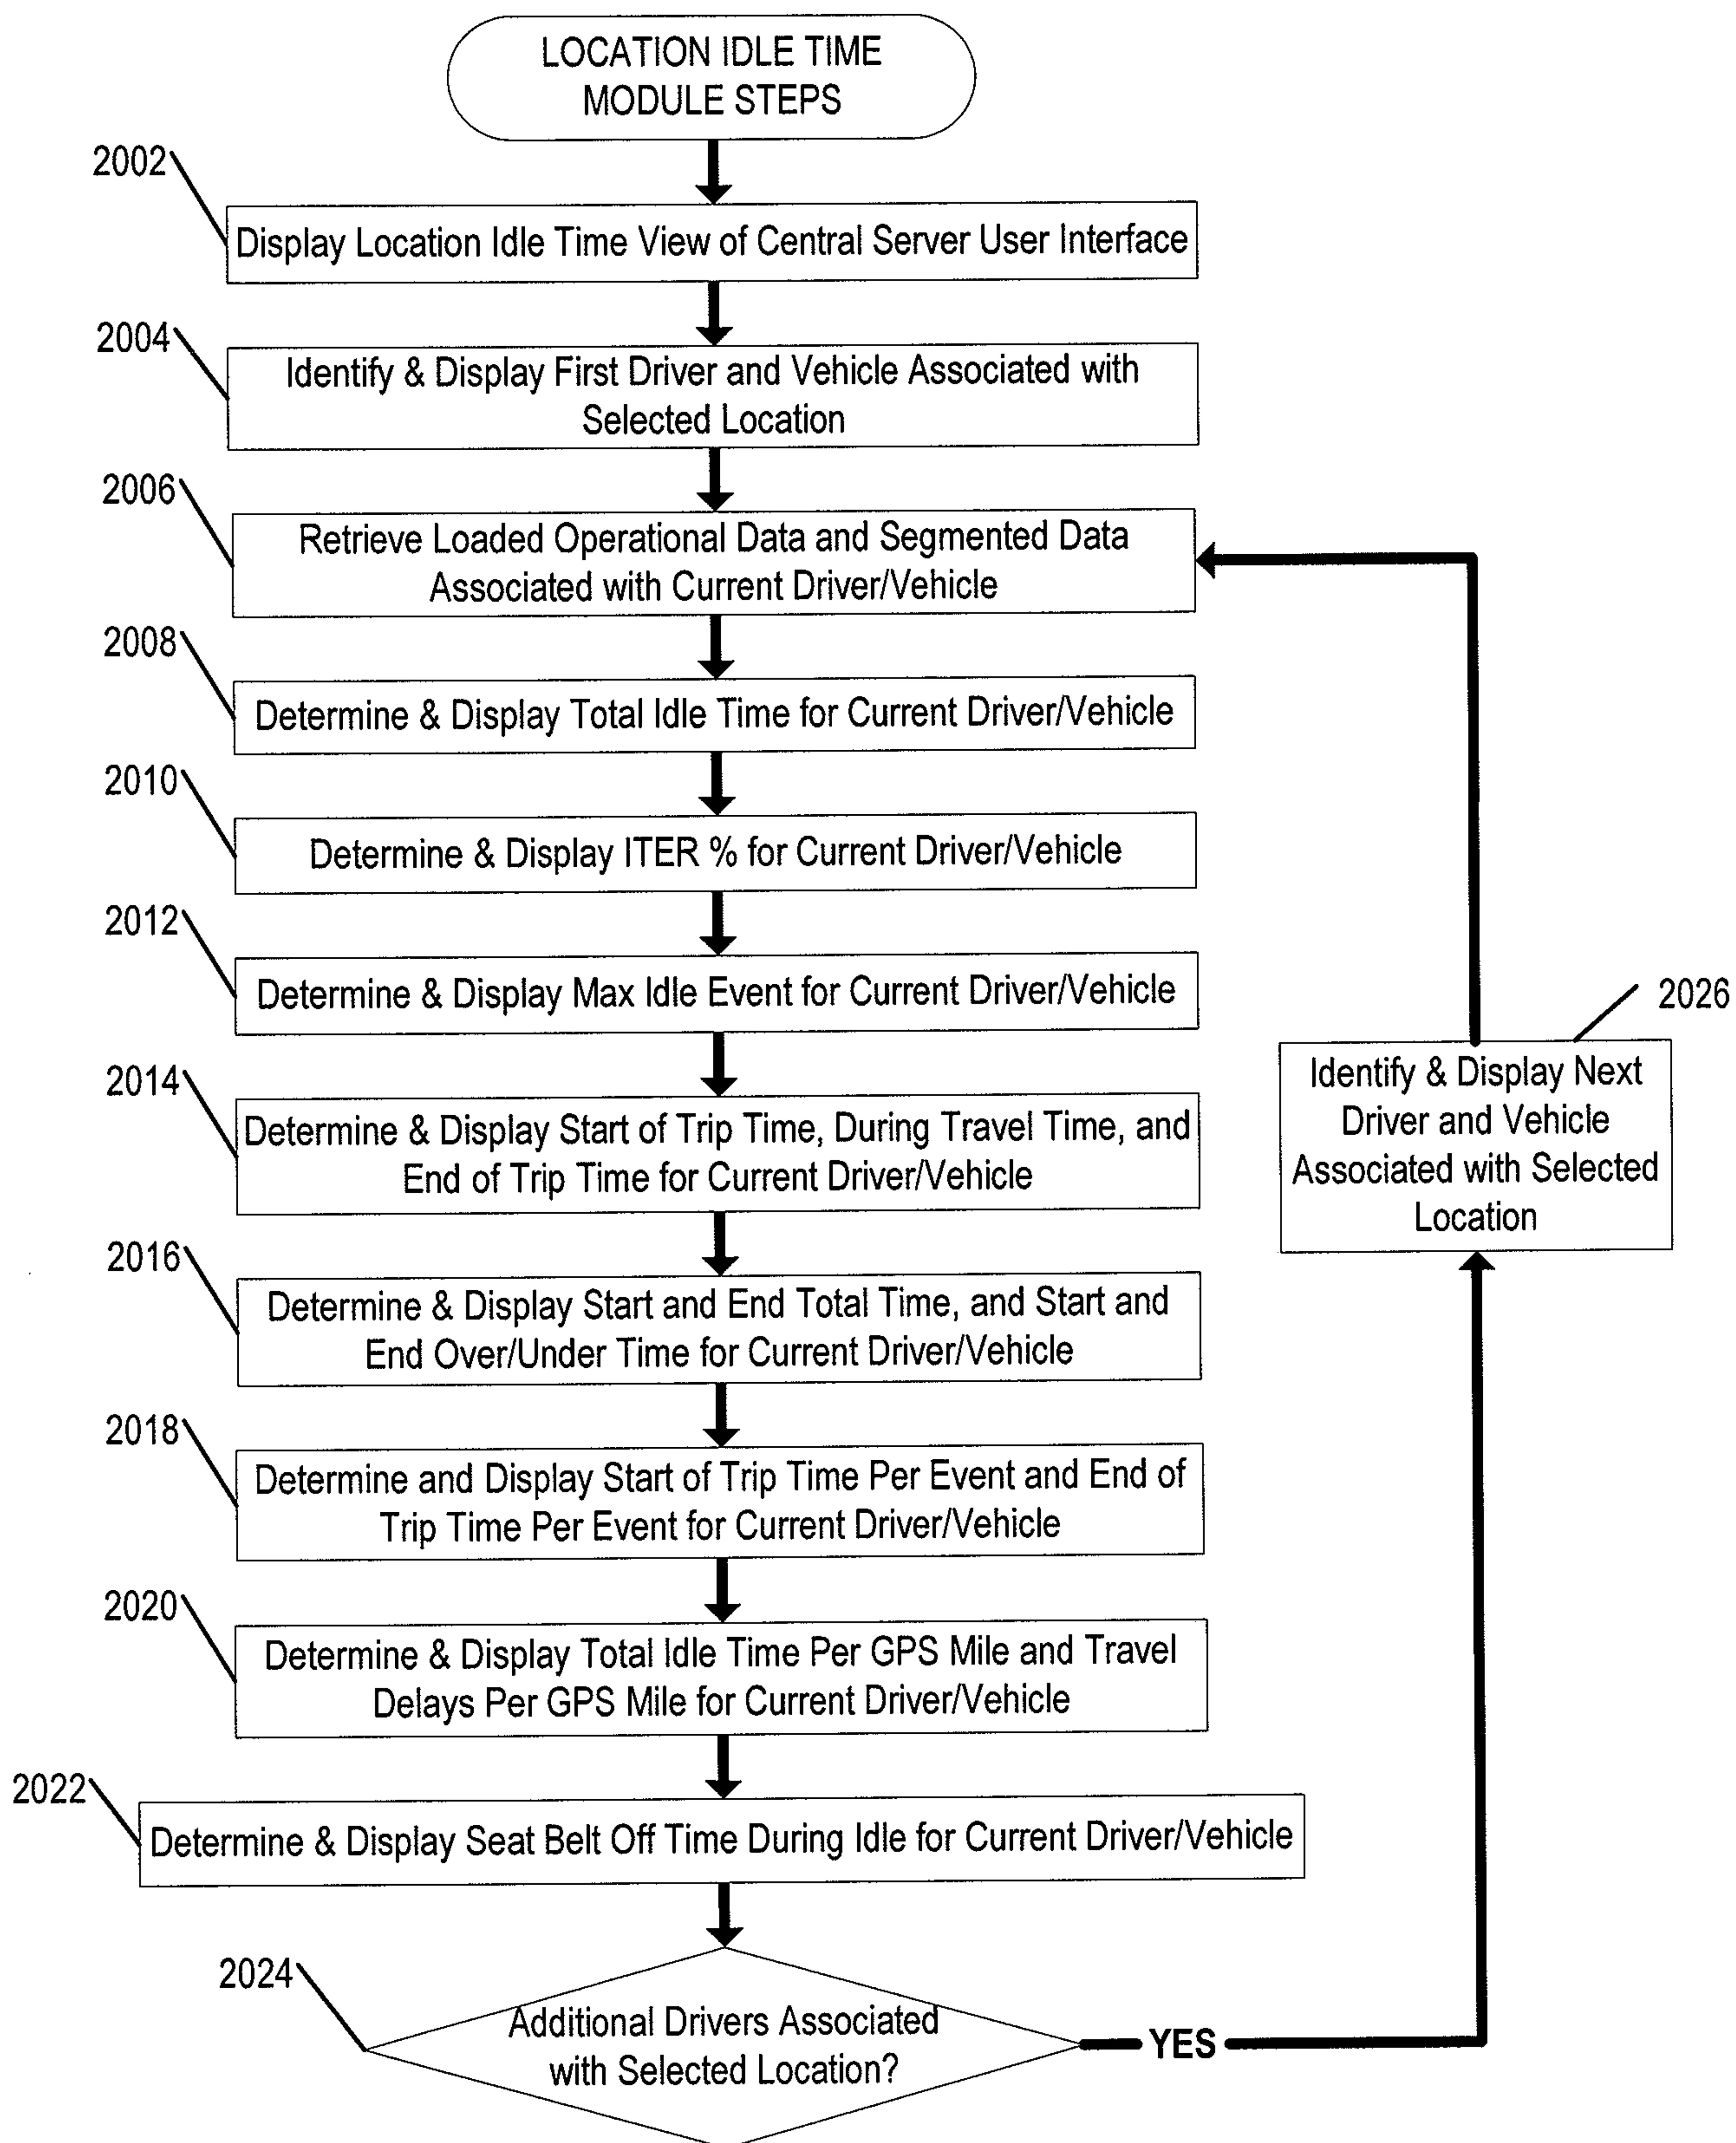 LOCATION IDLE TIME
MODULE STEPS
2002
Display Location Idle Time View of Central Server User Interface
2004
Identify & Display First Driver and Vehicle Associated with
Selected Location
2006
Retrieve Loaded Operational Data and Segmented Data
Associated with Current Driver/Vehicle
2008
Determine & Display Total Idle Time for Current Driver/Vehicle
2010
Determine & Display ITER % for Current Driver/Vehicle
2012
Determine & Display Max Idle Event for Current Driver/Vehicle
2014
Determine & Display Start of Trip Time, During Travel Time, and
End of Trip Time for Current Driver/Vehicle
2016
Determine & Display Start and End Total Time, and Start and
End Over/Under Time for Current Driver/Vehicle
2018
Determine and Display Start of Trip Time Per Event and End of
Trip Time Per Event for Current Driver/Vehicle
2020
Determine & Display Total Idle Time Per GPS Mile and Travel
Delays Per GPS Mile for Current Driver/Vehicle
2022
Determine & Display Seat Belt Off Time During Idle for Current Driver/Vehicle
2024
Additional Drivers Associated
with Selected Location?
YES
2026
Identify & Display Next
Driver and Vehicle
Associated with Selected
Location